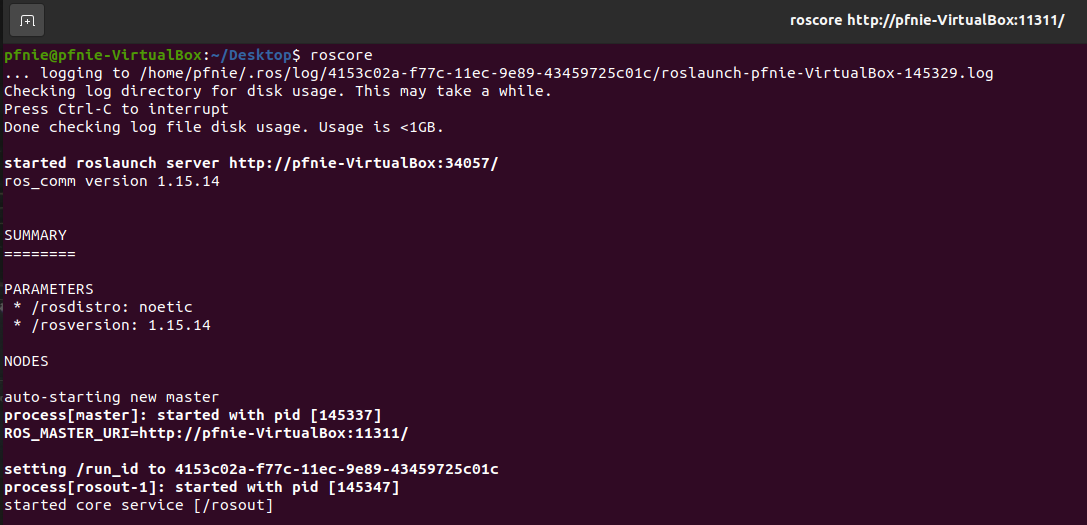 roscore http://pfnie-VirtualBox:11311/
pfnie@pfnie-VirtualBox:~/Desktop$ roscore
... logging to /home/pfnie/.ros/log/4153c02a-f77c-11ec-9e89-43459725c01c/roslaunch-pfnie-VirtualBox-145329.log
Checking log directory for disk usage. This may take a while.
Press Ctrl-C to interrupt
Done checking log file disk usage. Usage is <1GB.
started roslaunch server http://pfnie-VirtualBox:34057/
ros_comm version 1.15.14
SUMMARY
========
PARAMETERS
 * /rosdistro: noetic
 * /rosversion: 1.15.14
NODES
auto-starting new master
process[master]: started with pid [145337]
ROS_MASTER_URI=http://pfnie-VirtualBox:11311/
setting /run_id to 4153c02a-f77c-11ec-9e89-43459725c01c
process[rosout-1]: started with pid [145347]
started core service [/rosout]